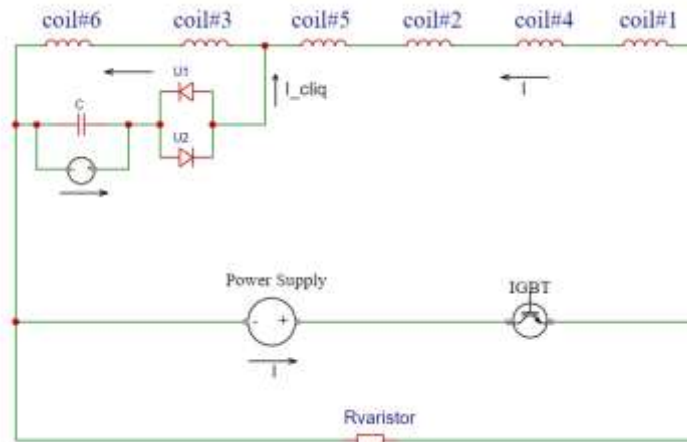 coil#6 coil#3 coil#5 coil#2 coil#4 coil#1
U1
I_cliq
I
C
U2
Power Supply
IGBT
- +
I
Rvaristor